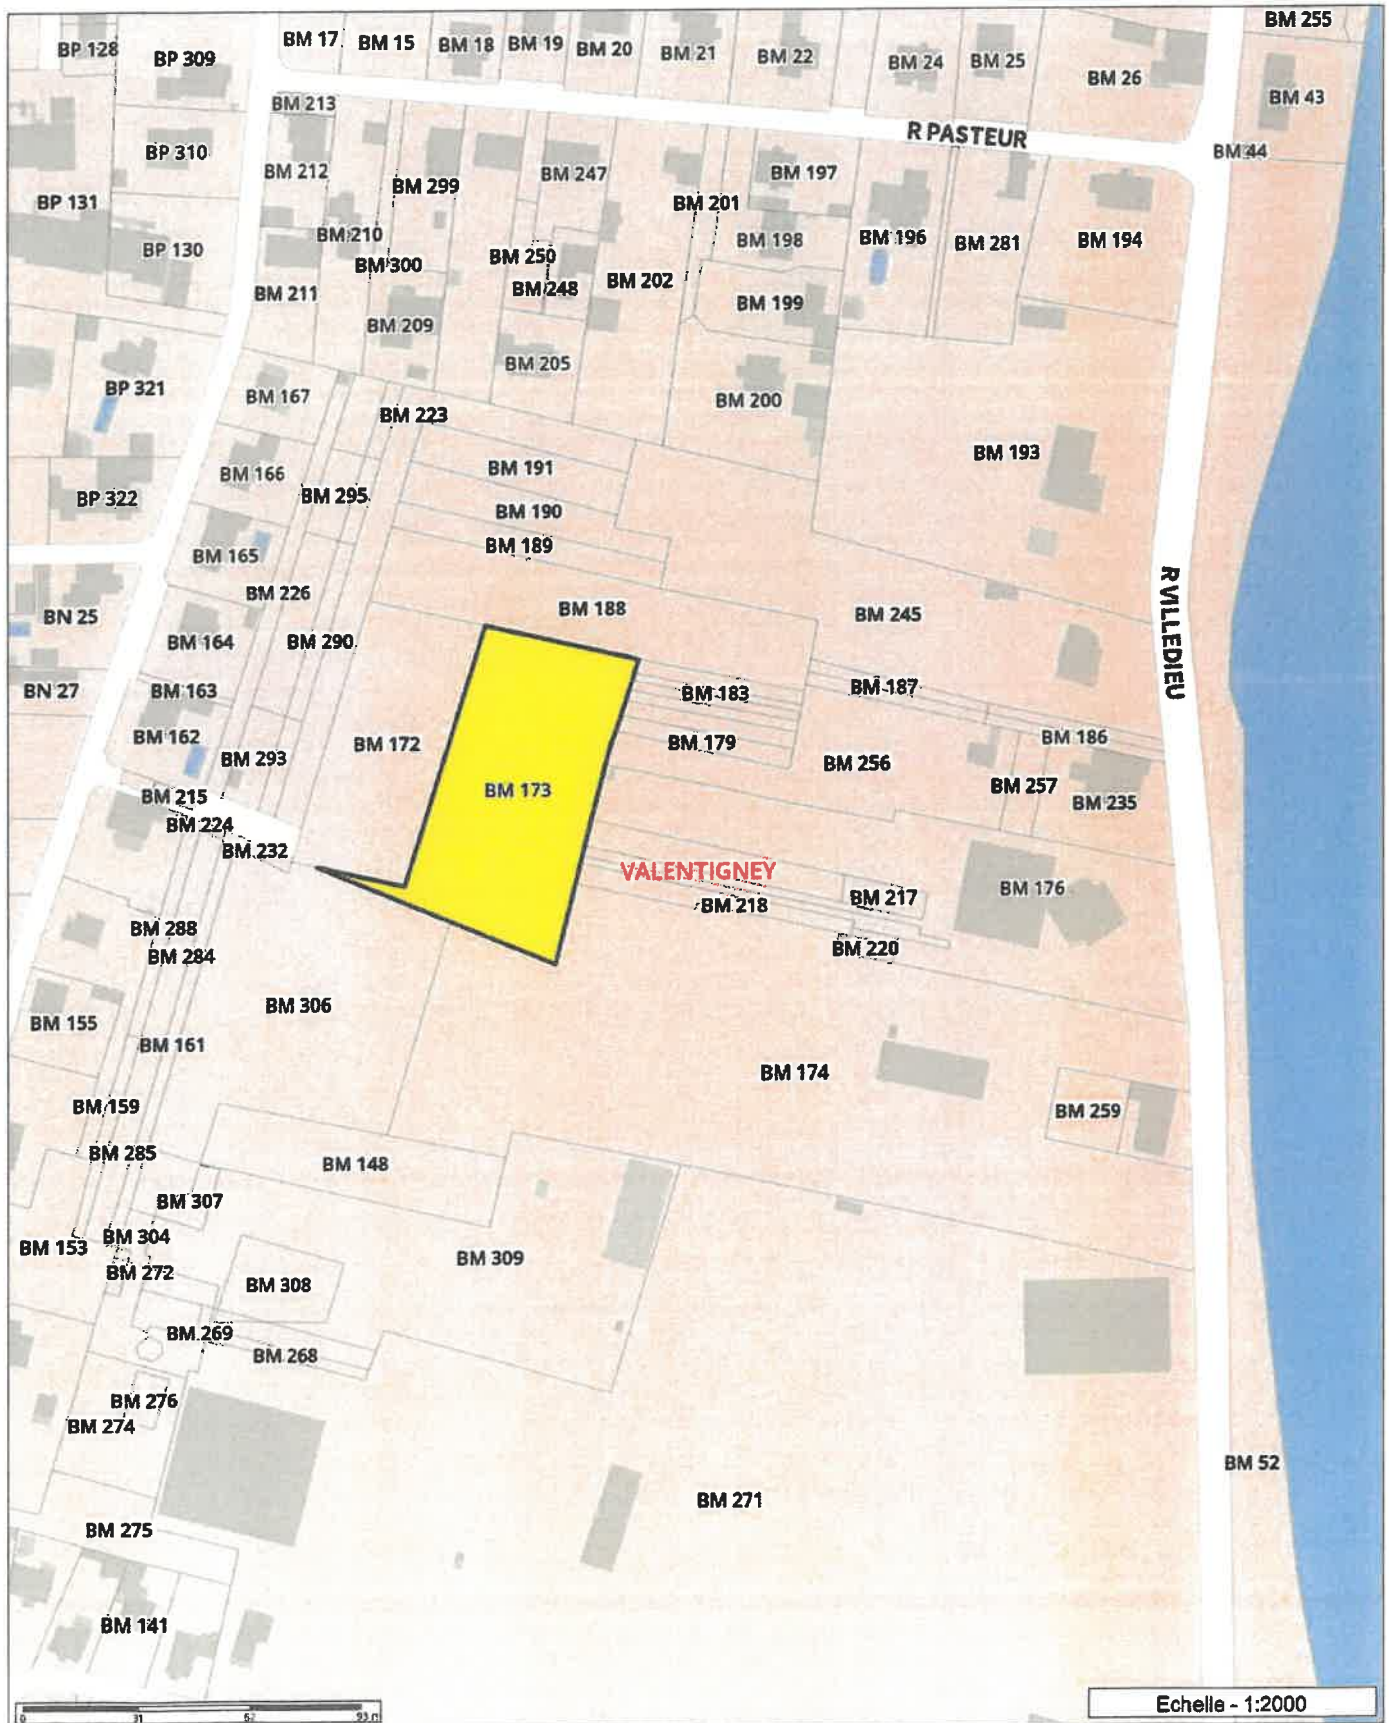 BM 255
BP 128
BP 309
BM 17
BM 15
BM 18
BM 19
BM 20
BM 21
BM 22
BM 24
BM 25
BM 26
BM 43
BM 213
R PASTEUR
BM 44
BP 310
BM 212
BM 299
BM 247
BM 197
BP 131
BM 201
BM 210
BM 198
BM 196
BM 281
BM 194
BP 130
BM 300
BM 250
BM 248
BM 202
BM 211
BM 199
BM 209
BM 205
BP 321
BM 167
BM 223
BM 200
BM 193
BM 166
BM 191
BP 322
BM 295
BM 190
BM 165
BM 189
BM 226
BM 188
BM 245
BN 25
BM 164
BM 290
R VILLEDIEU
BN 27
BM 163
BM 183
BM 187
BM 162
BM 293
BM 172
BM 179
BM 186
BM 256
BM 173
BM 257
BM 215
BM 235
BM 224
BM 232
VALENTIGNEY
BM 176
BM 218
BM 217
BM 288
BM 284
BM 220
BM 306
BM 155
BM 161
BM 174
BM 159
BM 259
BM 285
BM 148
BM 307
BM 304
BM 153
BM 272
BM 309
BM 308
BM 269
BM 268
BM 276
BM 274
BM 52
BM 271
BM 275
BM 141
0 31 62 93 m
Echelle - 1:2000